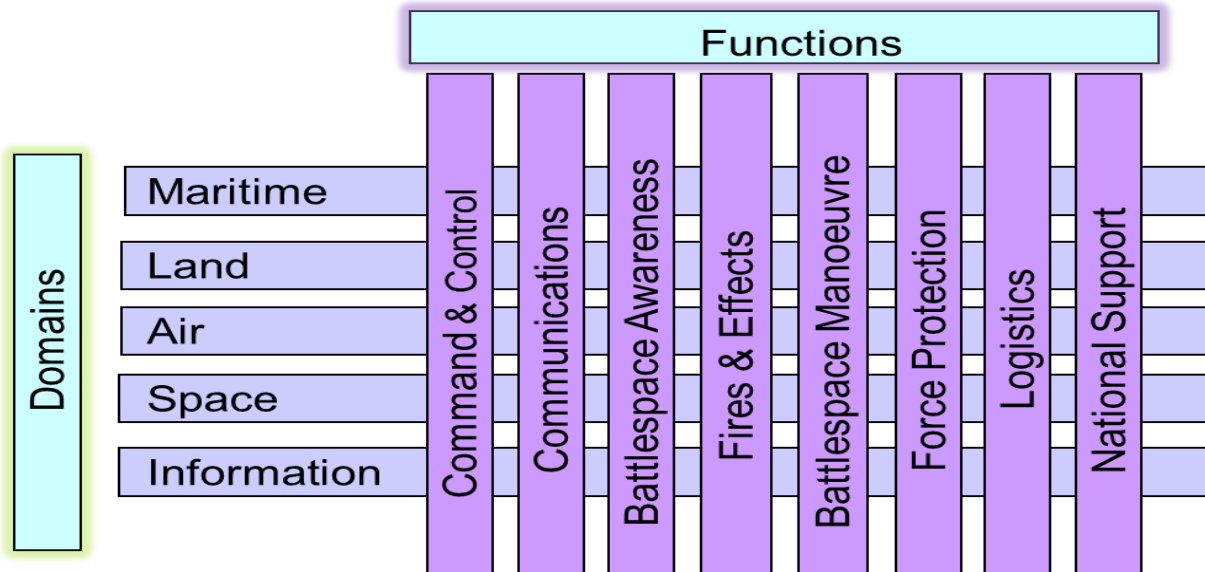 Functions
Domains
Maritime
Land
Air
Space
Information
Command & Control
Communications
Battlespace Awareness
Fires & Effects
Battlespace Manoeuvre
Force Protection
Logistics
National Support